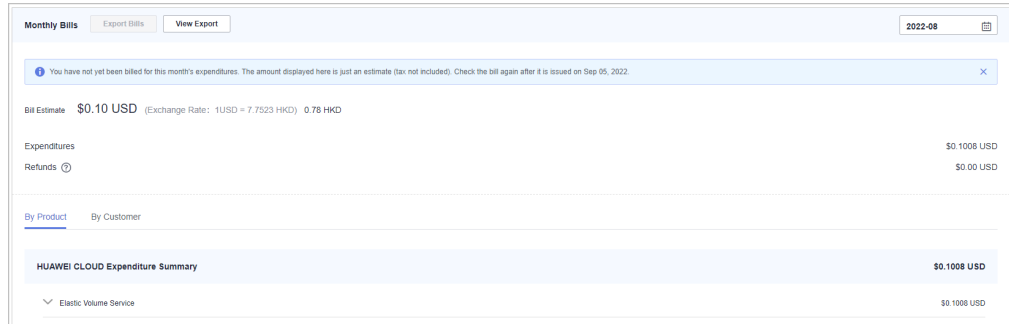 Monthly Bills Export Bills View Export 2022-08
You have not yet been billed for this month's expenditures. The amount displayed here is just an estimate (tax not included). Check the bill again after it is issued on Sep 05, 2022.
Bill Estimate $0.10 USD (Exchange Rate: 1USD = 7.7523 HKD) 0.78 HKD
Expenditures $0.1008 USD
Refunds $0.00 USD
By Product By Customer
HUAWEI CLOUD Expenditure Summary $0.1008 USD
Elastic Volume Service $0.1008 USD